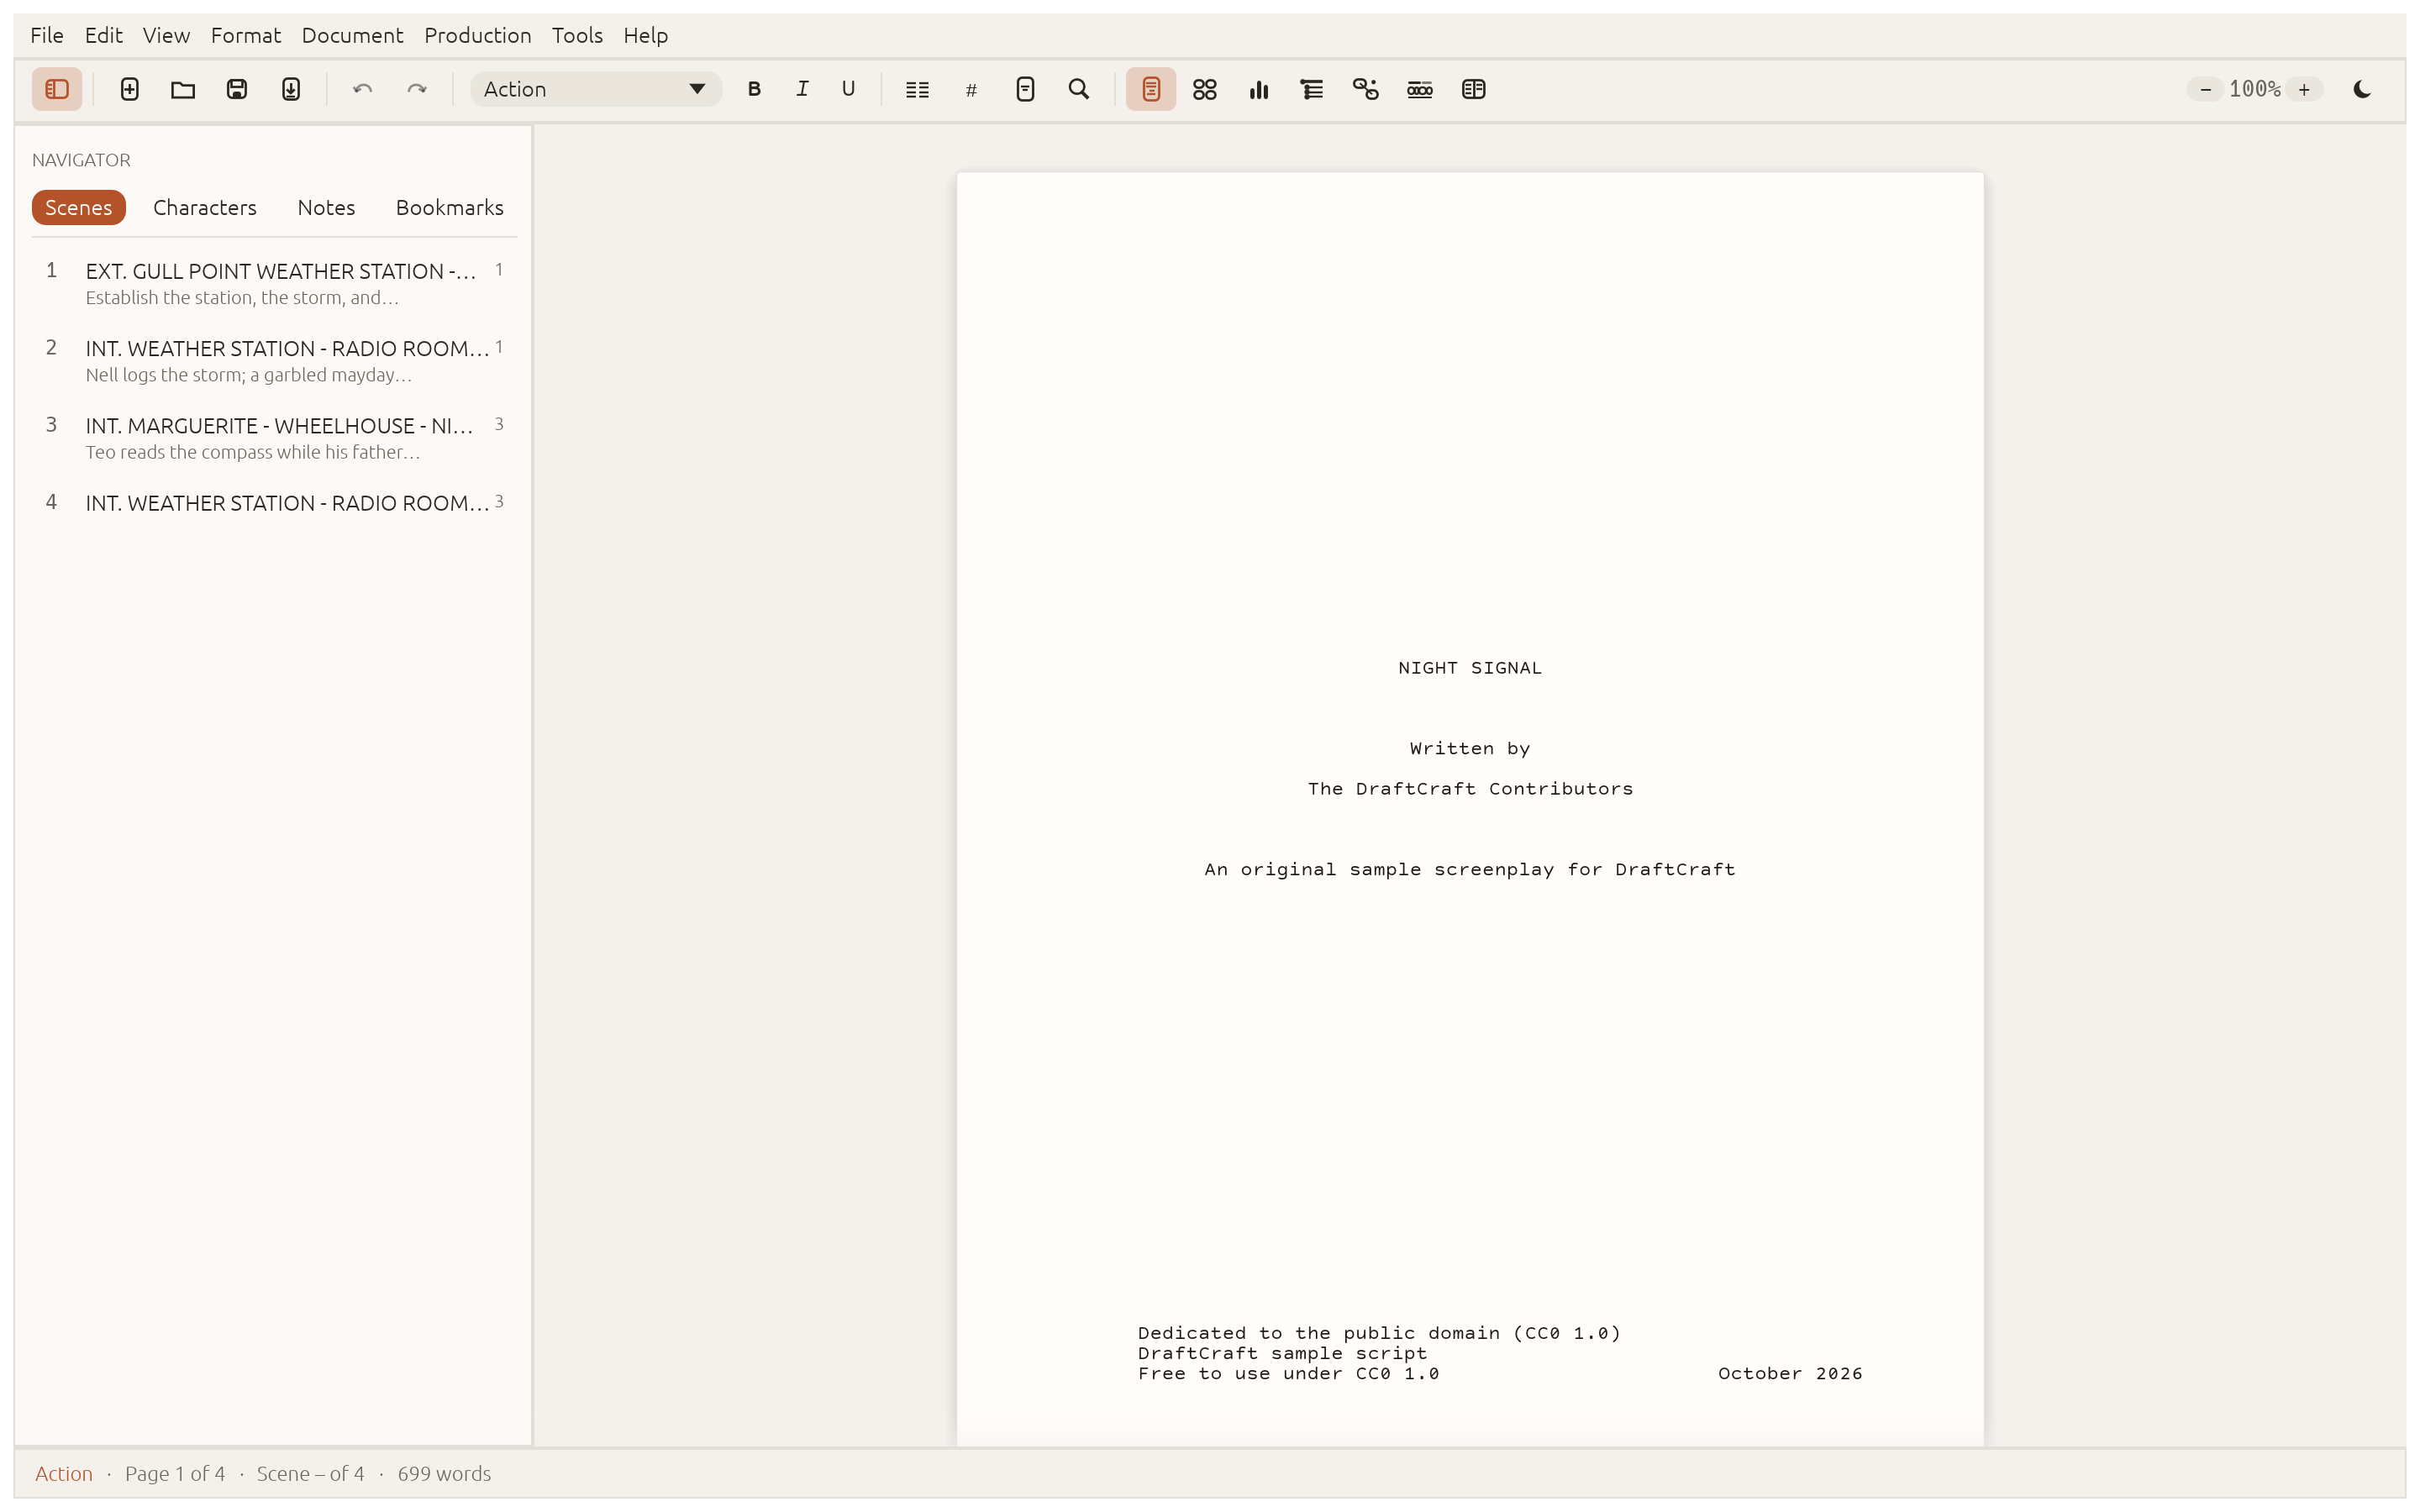 File Edit View Format Document Production Tools Help
Action B I U # − 100% +
NAVIGATOR
Scenes Characters Notes Bookmarks
1 EXT. GULL POINT WEATHER STATION -… 1
Establish the station, the storm, and…
2 INT. WEATHER STATION - RADIO ROOM… 1
Nell logs the storm; a garbled mayday…
3 INT. MARGUERITE - WHEELHOUSE - NI… 3
Teo reads the compass while his father…
4 INT. WEATHER STATION - RADIO ROOM… 3
NIGHT SIGNAL
Written by
The DraftCraft Contributors
An original sample screenplay for DraftCraft
Dedicated to the public domain (CC0 1.0)
DraftCraft sample script
Free to use under CC0 1.0 October 2026
Action · Page 1 of 4 · Scene – of 4 · 699 words